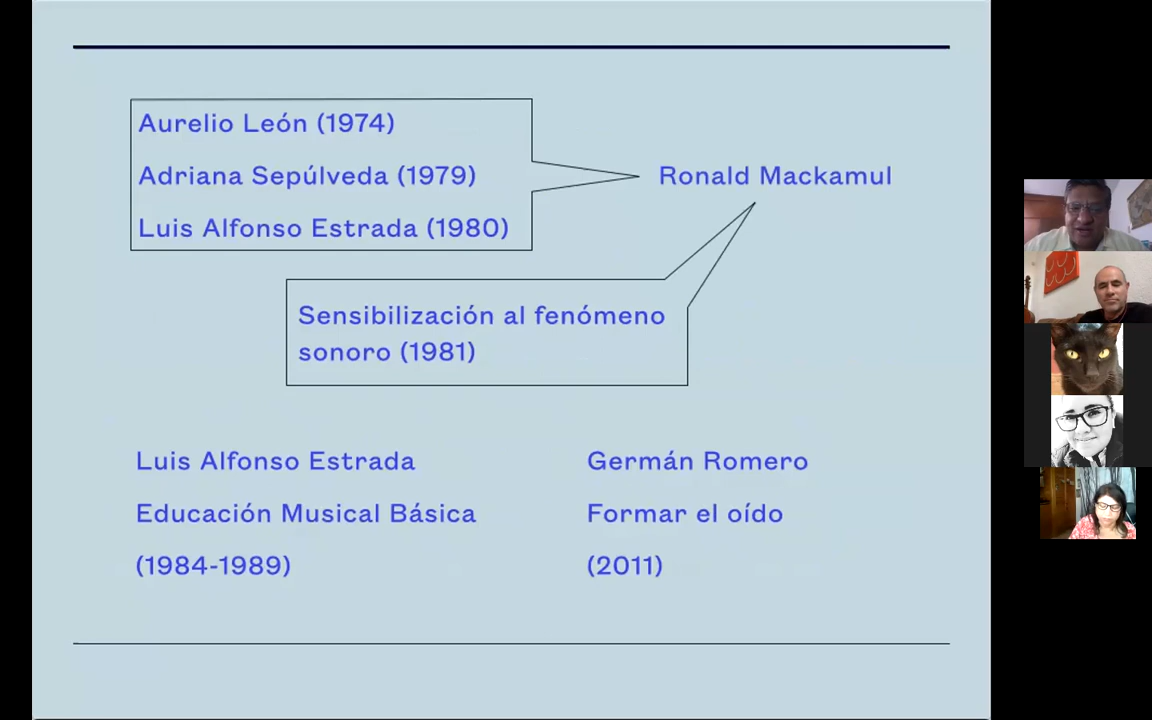 Aurelio León (1974)
Adriana Sepúlveda (1979)
Luis Alfonso Estrada (1980)
Ronald Mackamul
Sensibilización al fenómeno
sonoro (1981)
Luis Alfonso Estrada
Educación Musical Básica
(1984-1989)
Germán Romero
Formar el oído
(2011)